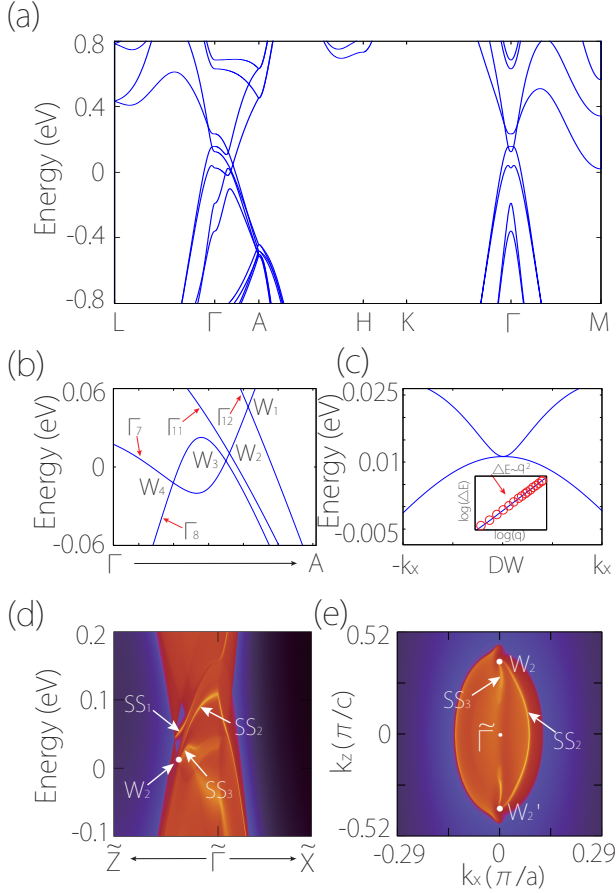 (a)
Energy (eV)
0.8
0.4
0
-0.4
-0.8
L Γ A H K Γ M
(b)
Energy (eV)
0.06
0
-0.06
Γ7
Γ11
Γ12
W1
W3
W2
W4
Γ8
Γ A
(c)
Energy (eV)
0.025
0.01
-0.005
△E~q²
log(△E)
log(q)
-kx DW kx
(d)
Energy (eV)
0.2
0.1
0
-0.1
SS1
SS2
W2
SS3
Z̃ Γ̃ X̃
(e)
kz(π/c)
0.52
0
-0.52
W2
SS3
Γ̃
SS2
W2'
-0.29 0 0.29
kx(π/a)